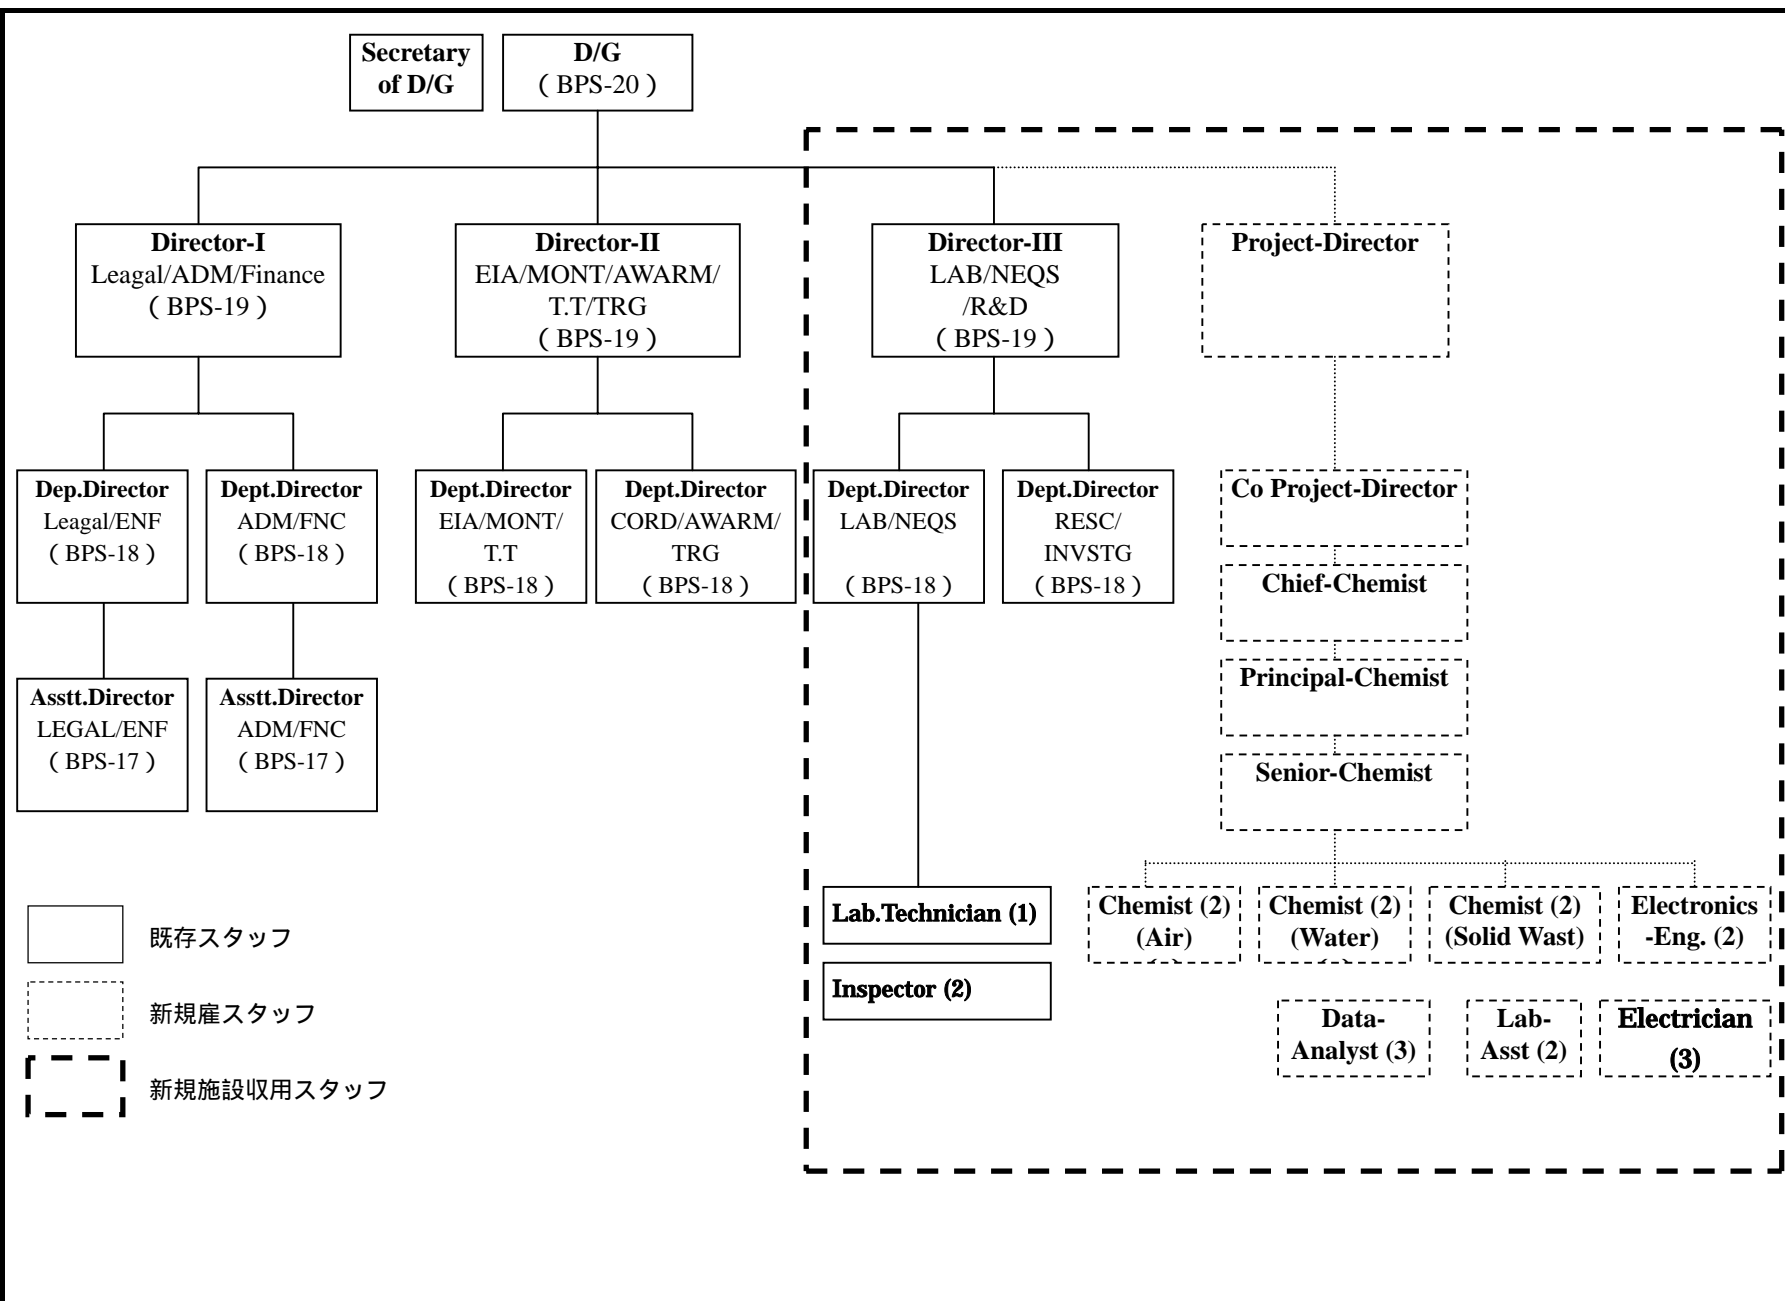 Secretary
of D/G
D/G
( BPS-20 )
Director-I
Leagal/ADM/Finance
( BPS-19 )
Director-II
EIA/MONT/AWARM/
T.T/TRG
( BPS-19 )
Director-III
LAB/NEQS
/R&D
( BPS-19 )
Project-Director
Dep.Director
Leagal/ENF
( BPS-18 )
Dept.Director
ADM/FNC
( BPS-18 )
Dept.Director
EIA/MONT/
T.T
( BPS-18 )
Dept.Director
CORD/AWARM/
TRG
( BPS-18 )
Dept.Director
LAB/NEQS
( BPS-18 )
Dept.Director
RESC/
INVSTG
( BPS-18 )
Co Project-Director
Chief-Chemist
Principal-Chemist
Senior-Chemist
Asstt.Director
LEGAL/ENF
( BPS-17 )
Asstt.Director
ADM/FNC
( BPS-17 )
Lab.Technician (1)
Inspector (2)
Chemist (2)
(Air)
Chemist (2)
(Water)
Chemist (2)
(Solid Wast)
Electronics
-Eng. (2)
Data-
Analyst (3)
Lab-
Asst (2)
Electrician
(3)
既存スタッフ
新規雇スタッフ
新規施設収用スタッフ